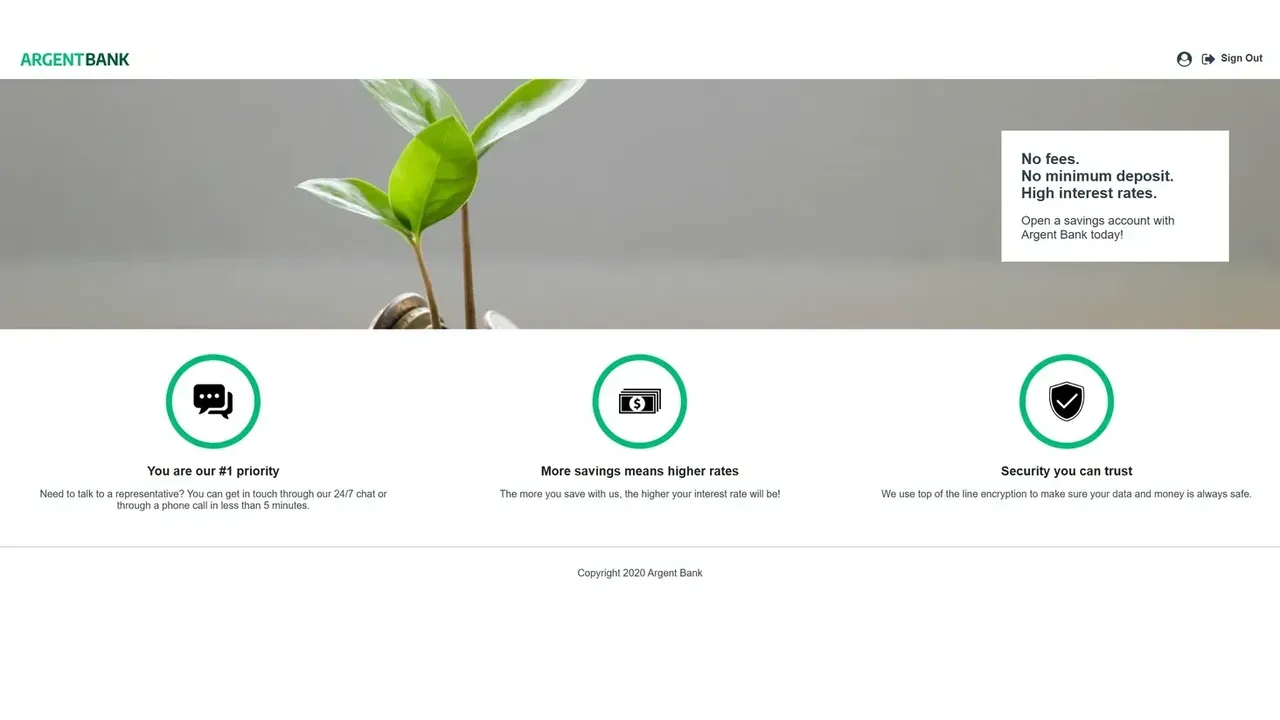 ARGENTBANK
Sign Out
No fees.
No minimum deposit.
High interest rates.
Open a savings account with
Argent Bank today!
You are our #1 priority
Need to talk to a representative? You can get in touch through our 24/7 chat or
through a phone call in less than 5 minutes.
More savings means higher rates
The more you save with us, the higher your interest rate will be!
Security you can trust
We use top of the line encryption to make sure your data and money is always safe.
Copyright 2020 Argent Bank